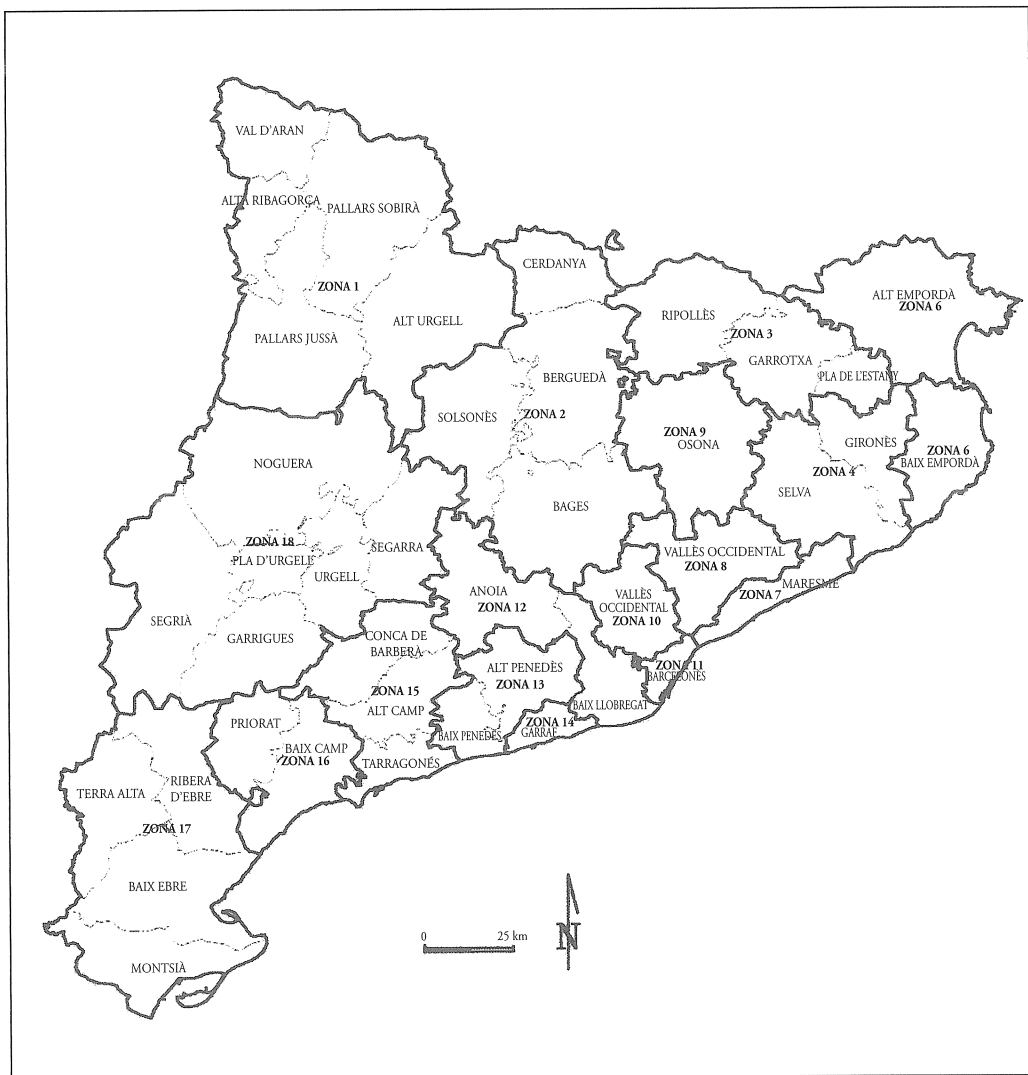 VAL D'ARAN
ALTA RIBAGORÇA
PALLARS SOBIRÀ
CERDANYA
ZONA 1
ALT EMPORDÀ
ZONA 6
RIPOLLÈS
ALT URGELL
ZONA 3
PALLARS JUSSÀ
GARROTXA
BERGUEDÀ
PLA DE L'ESTANY
SOLSONÈS
ZONA 2
ZONA 9
OSONA
GIRONÈS
ZONA 6
BAIX EMPORDÀ
NOGUERA
ZONA 4
SELVA
BAGES
ZONA 18
PLA D'URGELL
SEGARRA
URGELL
VALLÈS OCCIDENTAL
ZONA 8
MARESME
ZONA 7
ANOIA
ZONA 12
VALLÈS
OCCIDENTAL
ZONA 10
SEGRIÀ
GARRIGUES
CONCA DE
BARBERÀ
ALT PENEDÈS
ZONA 13
ZONA 11
BARCELONÈS
ZONA 15
ALT CAMP
BAIX LLOBREGAT
PRIORAT
ZONA 14
GARRAF
BAIX PENEDÈS
BAIX CAMP
ZONA 16
TARRAGONÉS
TERRA ALTA
RIBERA
D'EBRE
ZONA 17
BAIX EBRE
MONTSIÀ
0 25 km
N